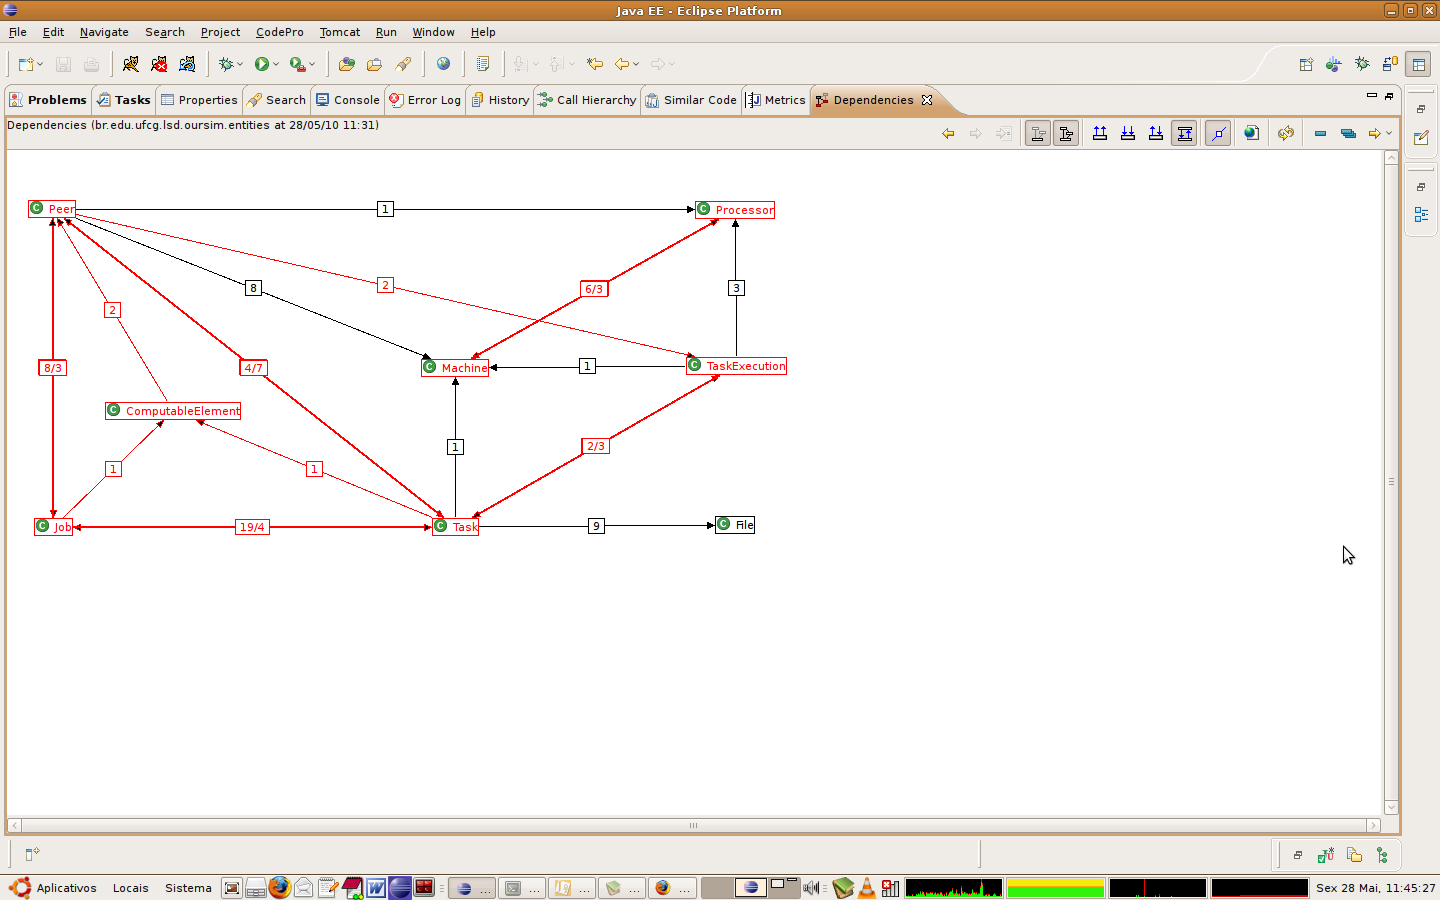 Java EE - Eclipse Platform
File Edit Navigate Search Project CodePro Tomcat Run Window Help
Problems Tasks Properties Search Console Error Log History Call Hierarchy Similar Code Metrics Dependencies
Dependencies (br.edu.ufcg.lsd.oursim.entities at 28/05/10 11:31)
Peer 1 Processor
8 2 6/3 3
2
8/3 4/7 Machine 1 TaskExecution
ComputableElement
1 1 1 2/3
Job 19/4 Task 9 File
Aplicativos Locais Sistema ... ... ... ... ... Sex 28 Mai, 11:45:27